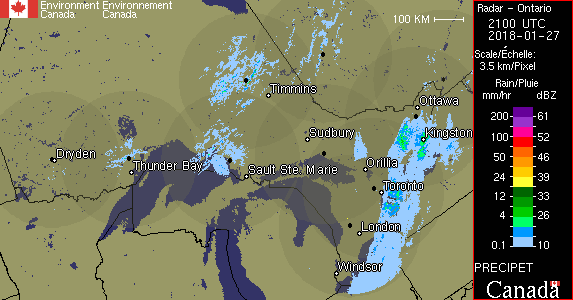 Environment Environnement
Canada Canada
100 KM
Timmins
Ottawa
Sudbury
Kingston
Dryden
Thunder Bay
Sault Ste. Marie
Orillia
Toronto
London
Windsor
Radar - Ontario
2100 UTC
2018-01-27
Scale/Échelle:
3.5 km/Pixel
Rain/Pluie
mm/hr dBZ
200 61
100 52
50 46
24 39
12 33
4 26
0.1 10
PRECIPET
Canada